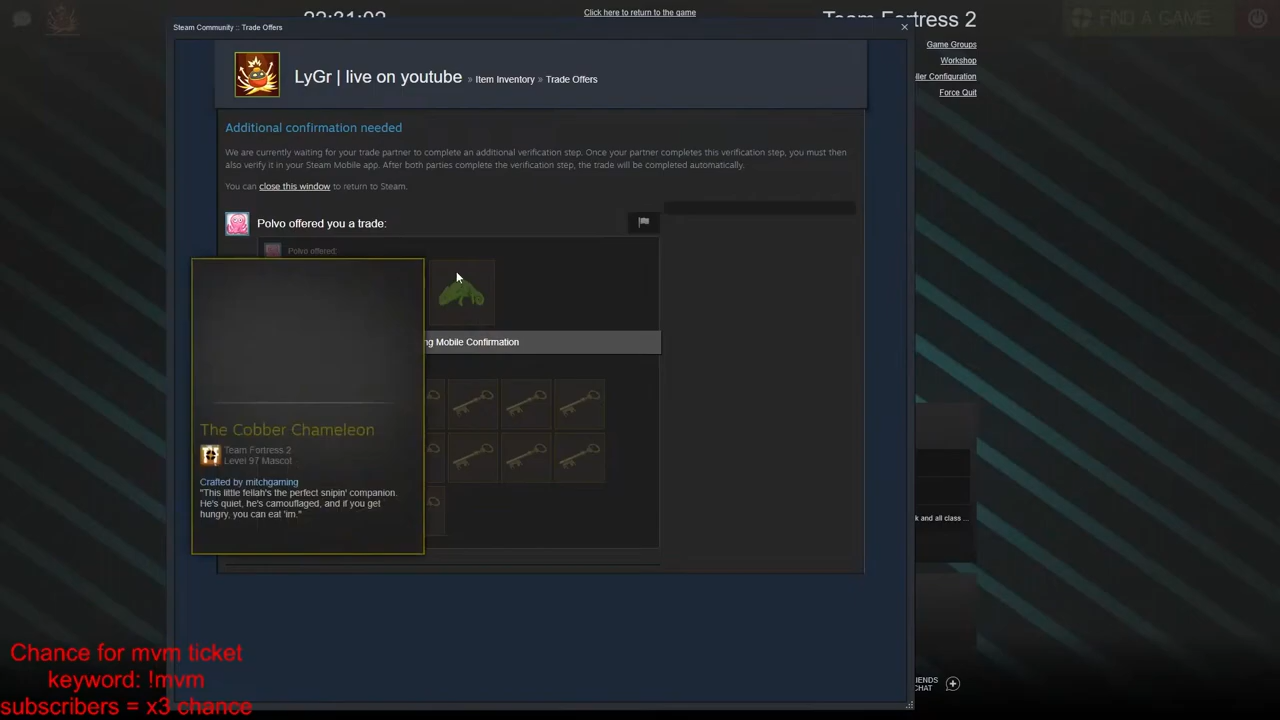 22:31:02
Click here to return to the game
Team Fortress 2
FIND A GAME
Steam Community :: Trade Offers
Game Groups
Workshop
ller Configuration
Force Quit
LyGr | live on youtube » Item Inventory » Trade Offers
Additional confirmation needed
We are currently waiting for your trade partner to complete an additional verification step. Once your partner completes this verification step, you must then
also verify it in your Steam Mobile app. After both parties complete the verification step, the trade will be completed automatically.
You can close this window to return to Steam.
Polvo offered you a trade:
Polvo offered:
ng Mobile Confirmation
The Cobber Chameleon
Team Fortress 2
Level 97 Mascot
Crafted by mitchgaming
"This little fellah's the perfect snipin' companion.
He's quiet, he's camouflaged, and if you get
hungry, you can eat 'im."
k and all class ...
Chance for mvm ticket
keyword: !mvm
subscribers = x3 chance
IENDS
CHAT